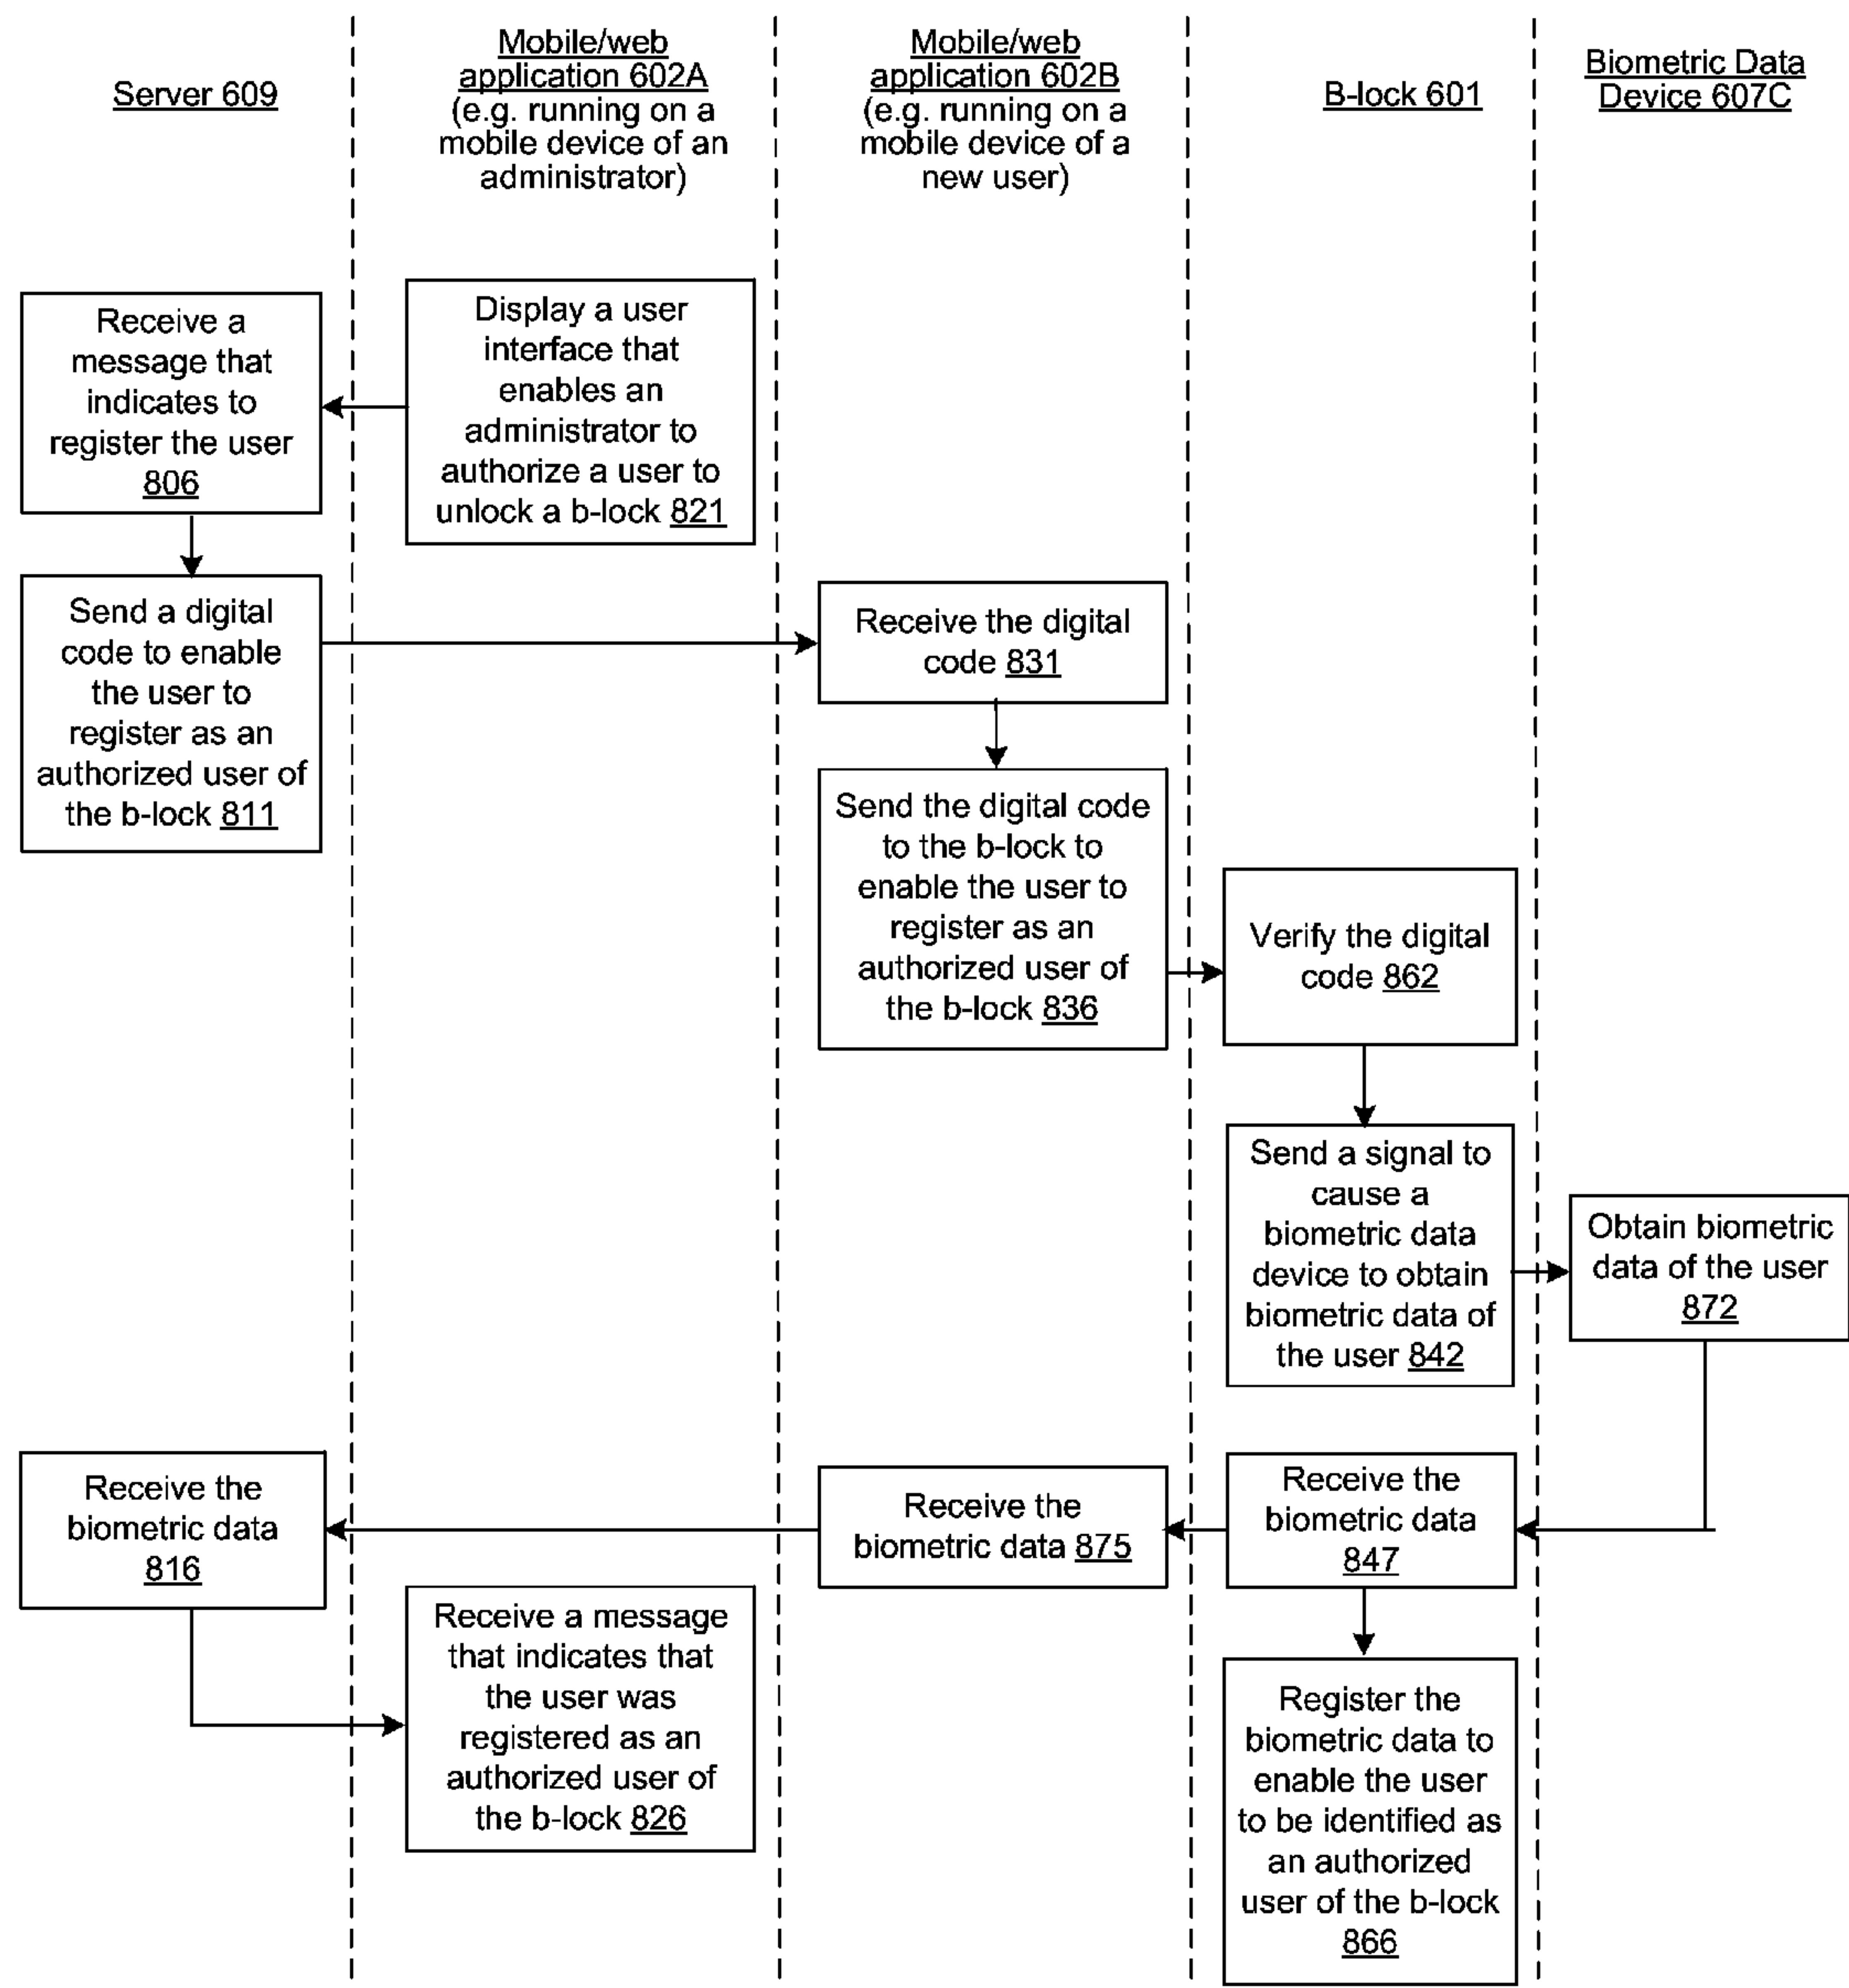 Server 609
Mobile/web
application 602A
(e.g. running on a
mobile device of an
administrator)
Mobile/web
application 602B
(e.g. running on a
mobile device of a
new user)
B-lock 601
Biometric Data
Device 607C
Receive a
message that
indicates to
register the user
806
Display a user
interface that
enables an
administrator to
authorize a user to
unlock a b-lock 821
Send a digital
code to enable
the user to
register as an
authorized user of
the b-lock 811
Receive the digital
code 831
Send the digital code
to the b-lock to
enable the user to
register as an
authorized user of
the b-lock 836
Verify the digital
code 862
Send a signal to
cause a
biometric data
device to obtain
biometric data of
the user 842
Obtain biometric
data of the user
872
Receive the
biometric data
816
Receive the
biometric data 875
Receive the
biometric data
847
Receive a message
that indicates that
the user was
registered as an
authorized user of
the b-lock 826
Register the
biometric data to
enable the user
to be identified as
an authorized
user of the b-lock
866